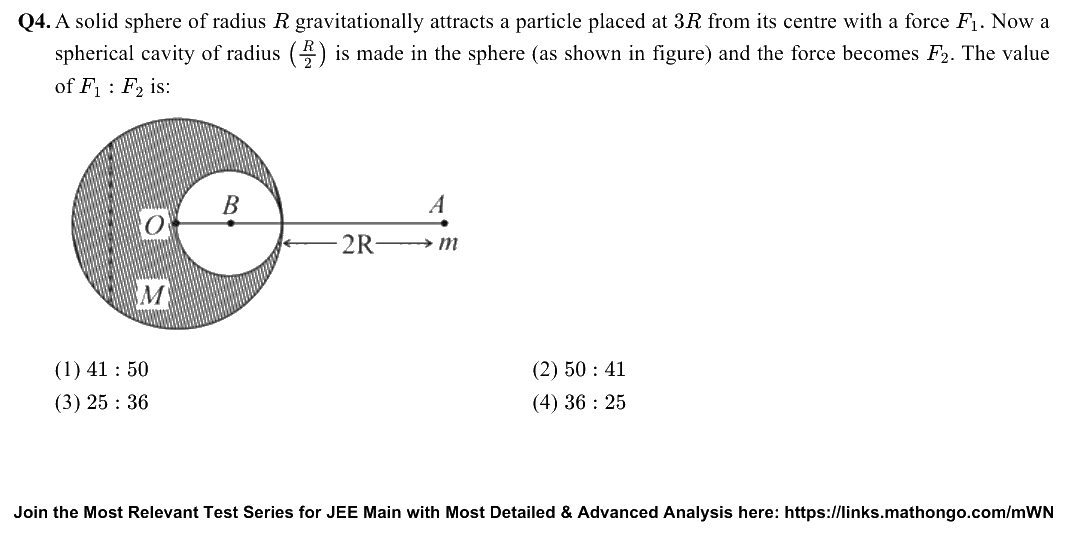 Q4. A solid sphere of radius R gravitationally attracts a particle placed at 3R from its centre with a force F₁. Now a
spherical cavity of radius (R/2) is made in the sphere (as shown in figure) and the force becomes F₂. The value
of F₁ : F₂ is:
B
A
O
2R
m
M
(1) 41 : 50
(2) 50 : 41
(3) 25 : 36
(4) 36 : 25
Join the Most Relevant Test Series for JEE Main with Most Detailed & Advanced Analysis here: https://links.mathongo.com/mWN